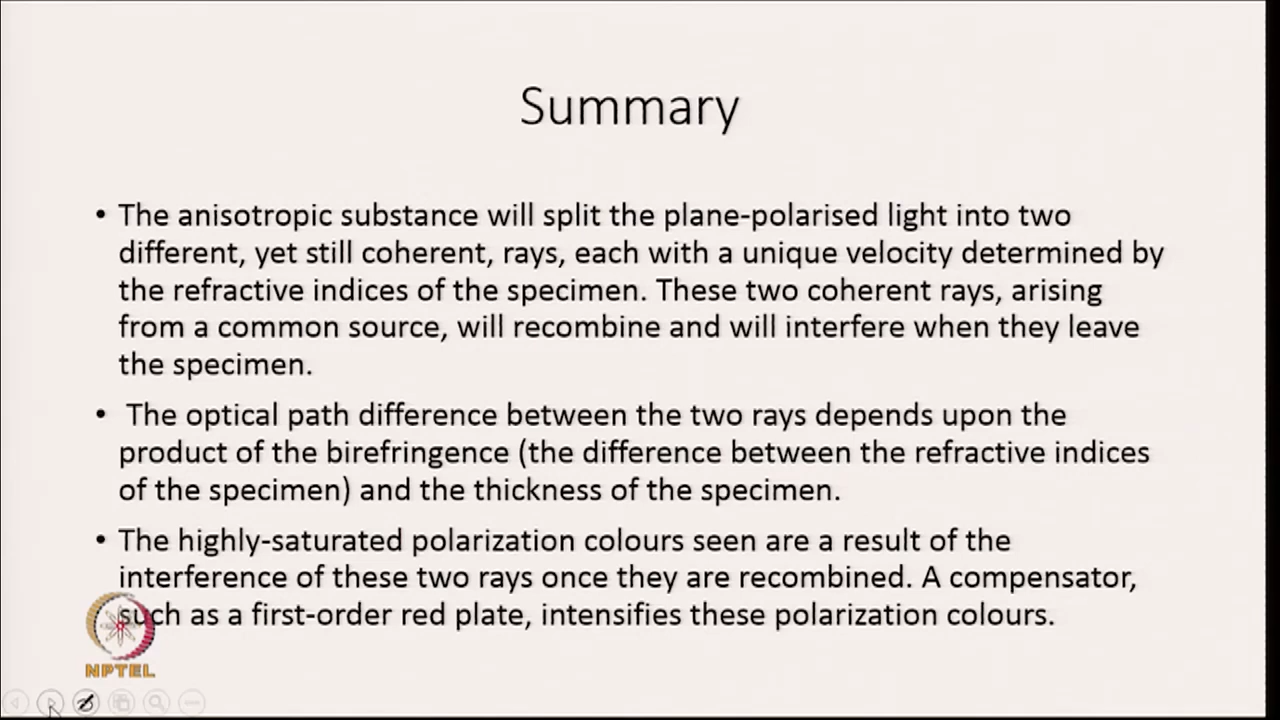 Summary
• The anisotropic substance will split the plane-polarised light into two
different, yet still coherent, rays, each with a unique velocity determined by
the refractive indices of the specimen. These two coherent rays, arising
from a common source, will recombine and will interfere when they leave
the specimen.
• The optical path difference between the two rays depends upon the
product of the birefringence (the difference between the refractive indices
of the specimen) and the thickness of the specimen.
• The highly-saturated polarization colours seen are a result of the
interference of these two rays once they are recombined. A compensator,
such as a first-order red plate, intensifies these polarization colours.
NPTEL